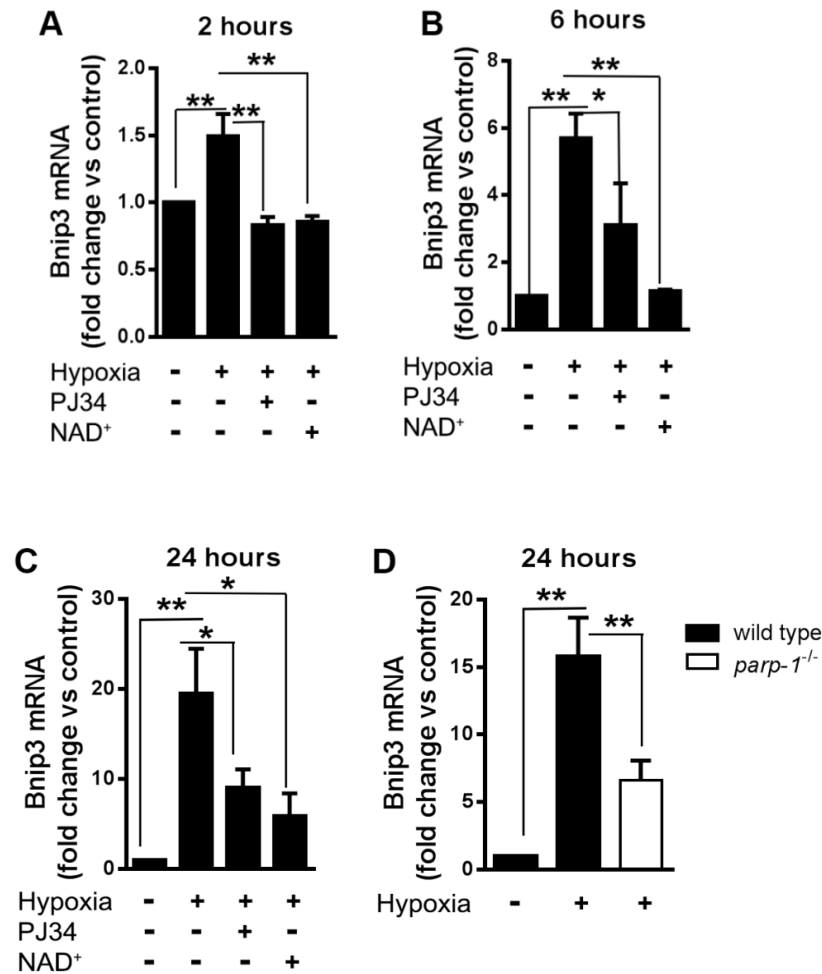 A
2 hours
Bnip3 mRNA
(fold change vs control)
2.0
1.5
1.0
0.5
0.0
**
**
**
Hypoxia - + + +
PJ34 - - + -
NAD+ - - - +
B
6 hours
Bnip3 mRNA
(fold change vs control)
8
6
4
2
0
**
** *
Hypoxia - + + +
PJ34 - - + -
NAD+ - - - +
C
24 hours
Bnip3 mRNA
(fold change vs control)
30
20
10
0
*
**
*
Hypoxia - + + +
PJ34 - - + -
NAD+ - - - +
D
24 hours
Bnip3 mRNA
(fold change vs control)
20
15
10
5
0
**
**
Hypoxia - + +
wild type
parp-1-/-